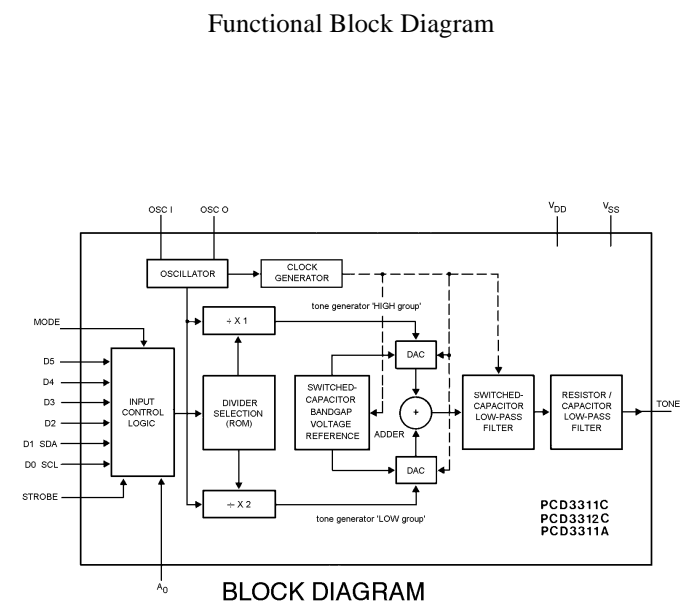 Functional Block Diagram
OSC I
OSC O
VDD
VSS
OSCILLATOR
CLOCK
GENERATOR
tone generator 'HIGH group'
MODE
÷ X 1
DAC
D5
D4
D3
D2
D1 SDA
D0 SCL
STROBE
INPUT
CONTROL
LOGIC
DIVIDER
SELECTION
(ROM)
SWITCHED-
CAPACITOR
BANDGAP
VOLTAGE
REFERENCE
+
ADDER
SWITCHED-
CAPACITOR
LOW-PASS
FILTER
RESISTOR /
CAPACITOR
LOW-PASS
FILTER
TONE
DAC
÷ X 2
tone generator 'LOW group'
PCD3311C
PCD3312C
PCD3311A
A0
BLOCK DIAGRAM